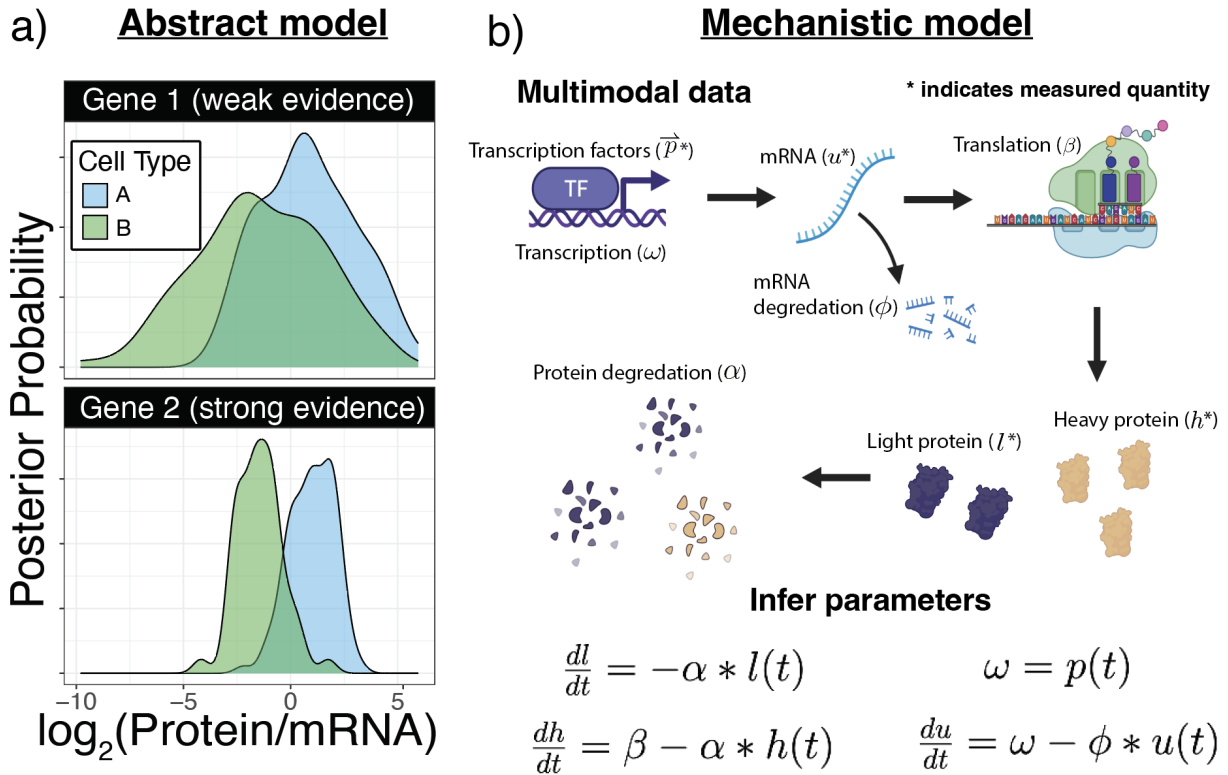 a)
Abstract model
Gene 1 (weak evidence)
Cell Type
A
B
Gene 2 (strong evidence)
Posterior Probability
−10
−5
0
5
log₂(Protein/mRNA)
b)
Mechanistic model
Multimodal data
* indicates measured quantity
Transcription factors (p⃗*)
TF
Transcription (ω)
mRNA (u*)
mRNA
degredation (ϕ)
Translation (β)
Protein degredation (α)
Light protein (l*)
Heavy protein (h*)
Infer parameters
dl/dt = −α * l(t)
ω = p(t)
dh/dt = β − α * h(t)
du/dt = ω − ϕ * u(t)